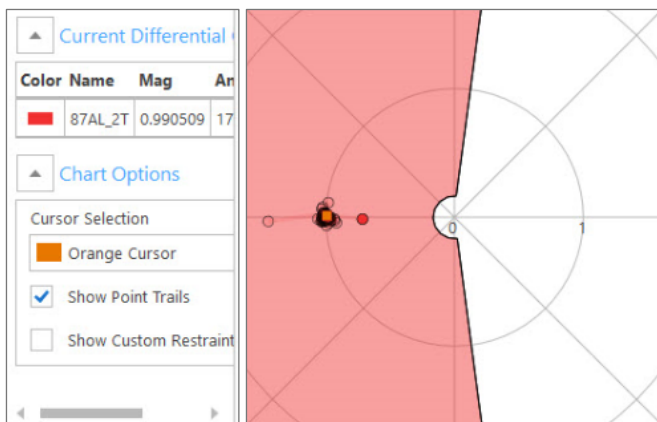 Current Differential
Color Name Mag An
87AL_2T 0.990509 17
Chart Options
Cursor Selection
Orange Cursor
Show Point Trails
Show Custom Restraint
0 1